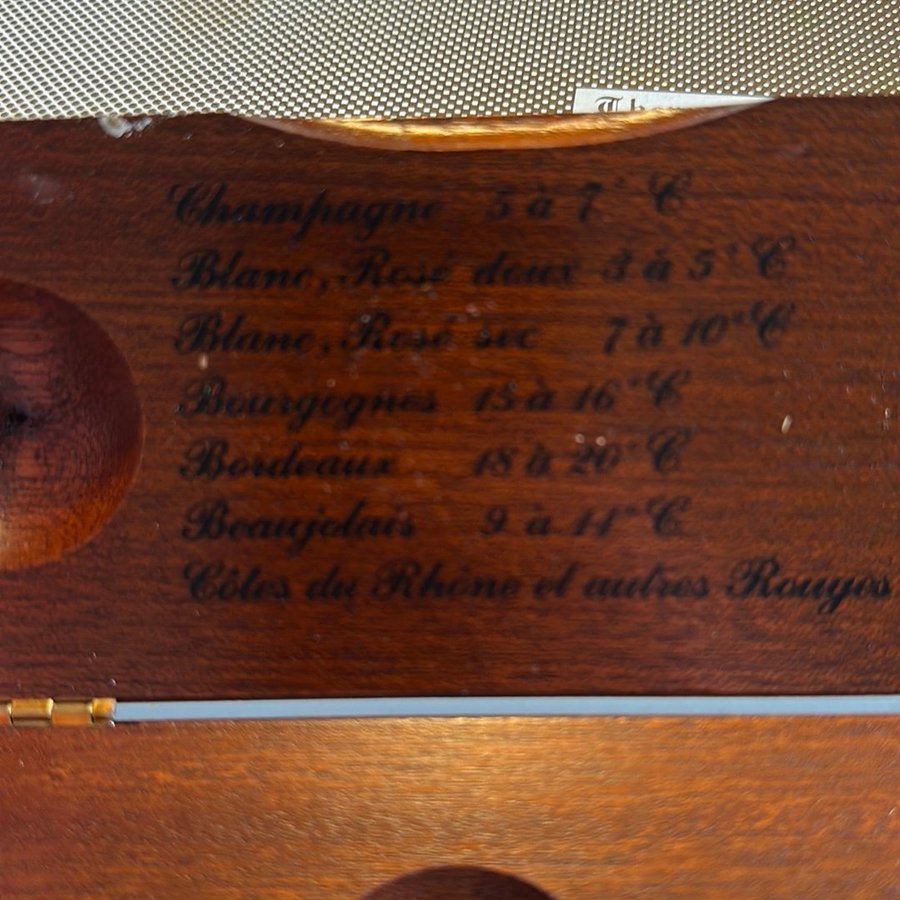 Champagne 5 à 7° C
Blanc, Rosé doux 3 à 5° C
Blanc, Rosé sec 7 à 10° C
Bourgognes 15 à 16° C
Bordeaux 18 à 20° C
Beaujolais 9 à 11° C
Côtes du Rhône et autres Rouges